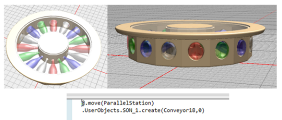 @.move(ParallelStation)
.UserObjects.SON_1.create(Conveyor18,0)